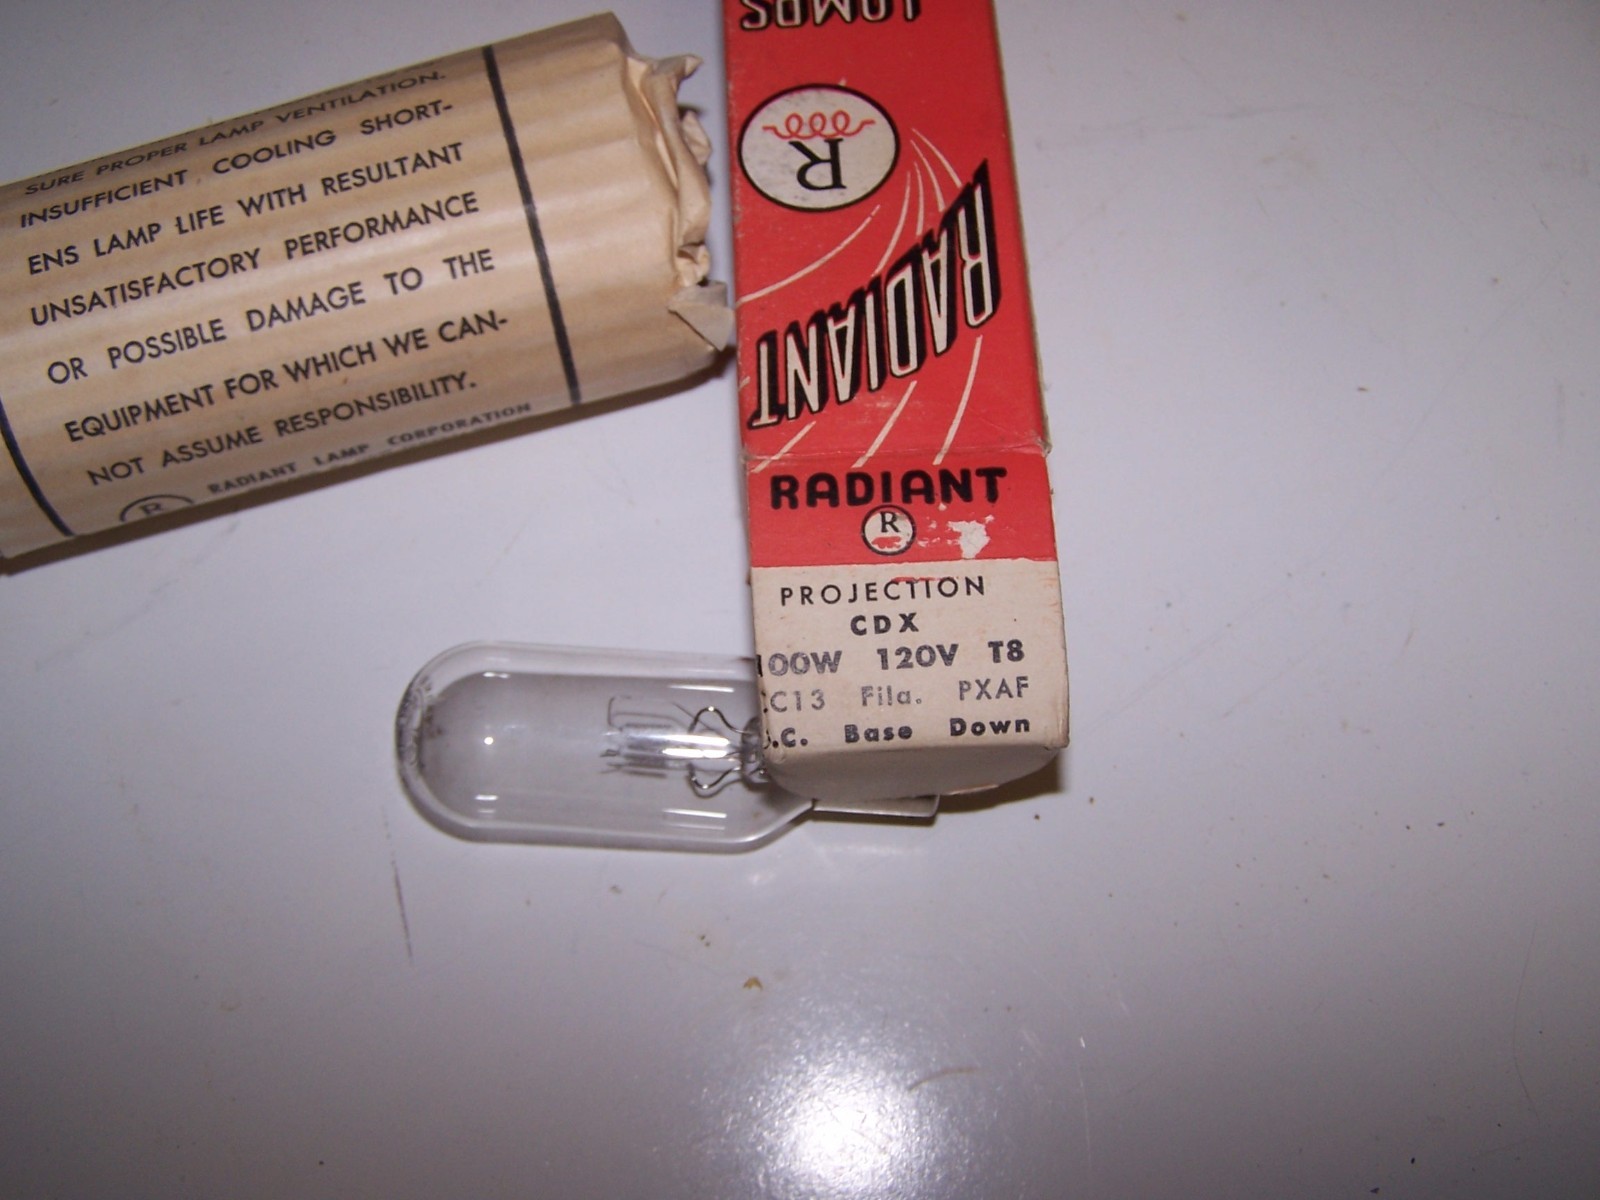 SURE PROPER LAMP VENTILATION.
INSUFFICIENT COOLING SHORT-
ENS LAMP LIFE WITH RESULTANT
UNSATISFACTORY PERFORMANCE
OR POSSIBLE DAMAGE TO THE
EQUIPMENT FOR WHICH WE CAN-
NOT ASSUME RESPONSIBILITY.
R RADIANT LAMP CORPORATION
LAMPS
R
RADIANT
RADIANT
R
PROJECTION
CDX
100W 120V T8
CC13 Fila. PXAF
.C. Base Down